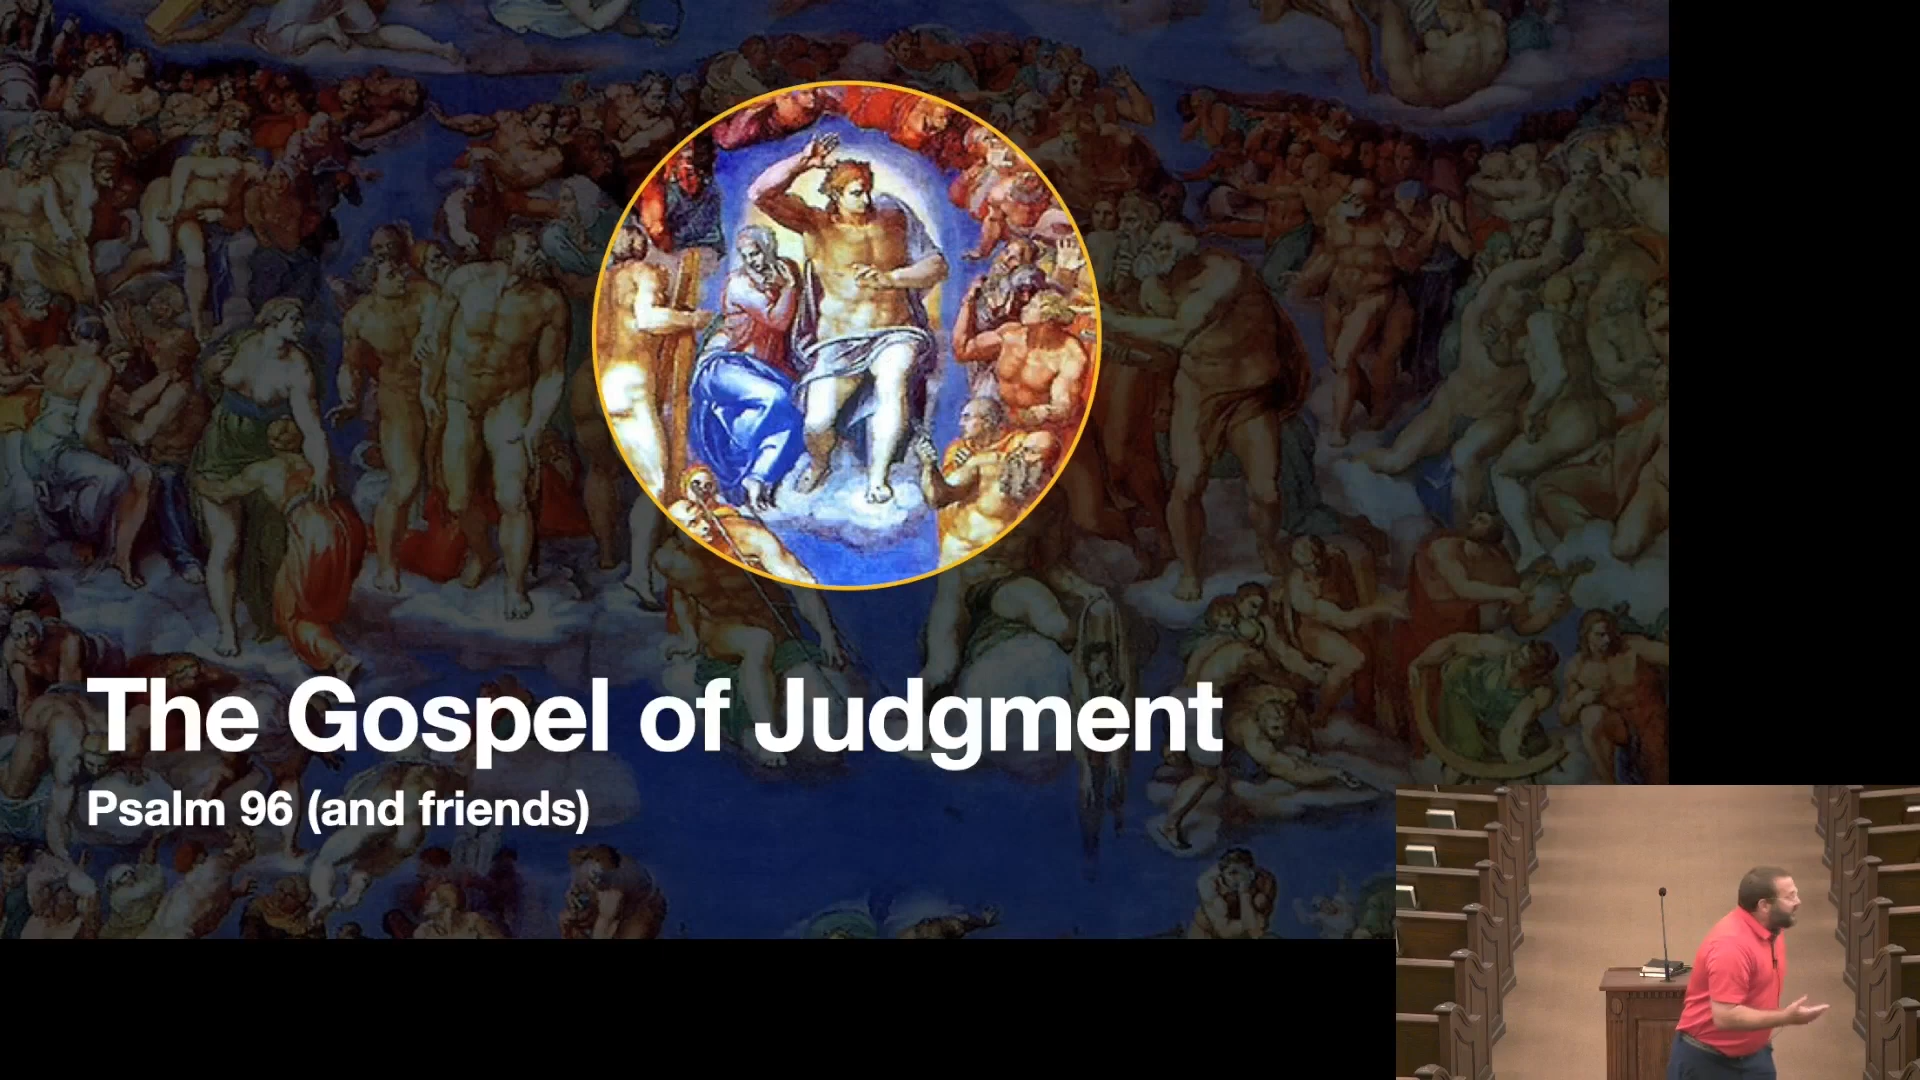 The Gospel of Judgment
Psalm 96 (and friends)